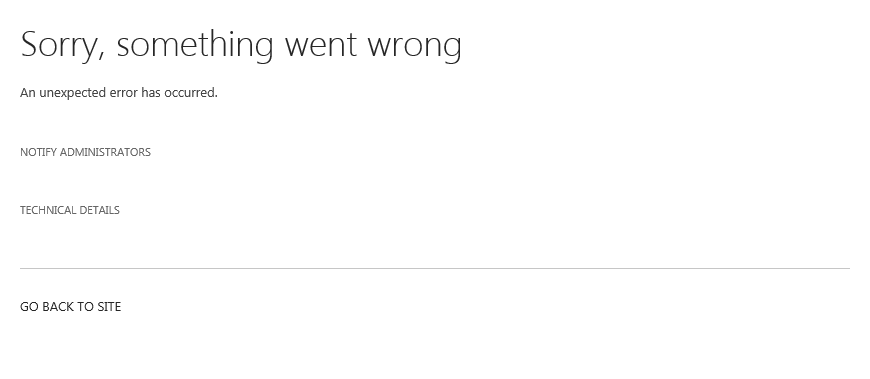 Sorry, something went wrong
An unexpected error has occurred.
NOTIFY ADMINISTRATORS
TECHNICAL DETAILS
GO BACK TO SITE